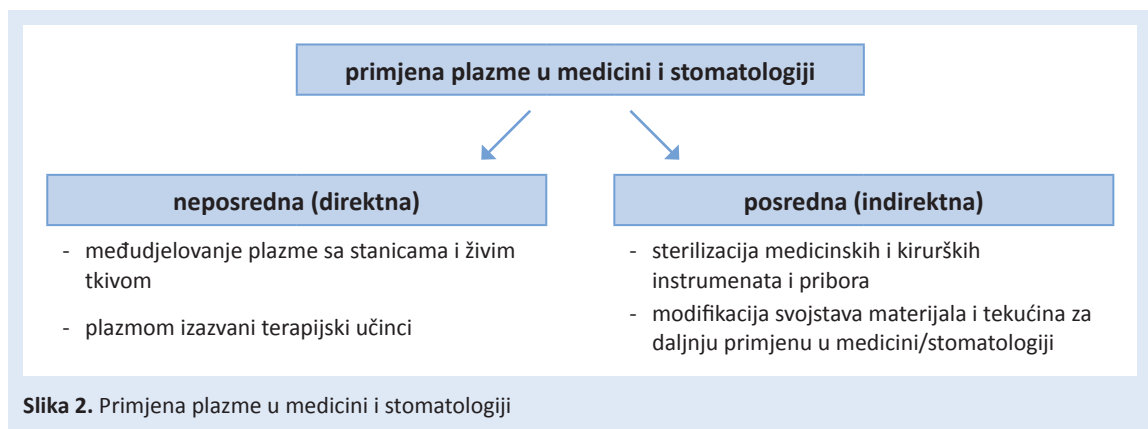 primjena plazme u medicini i stomatologiji
neposredna (direktna)
- međudjelovanje plazme sa stanicama i živim
tkivom
- plazmom izazvani terapijski učinci
posredna (indirektna)
- sterilizacija medicinskih i kirurških
instrumenata i pribora
- modifikacija svojstava materijala i tekućina za
daljnju primjenu u medicini/stomatologiji
Slika 2. Primjena plazme u medicini i stomatologiji